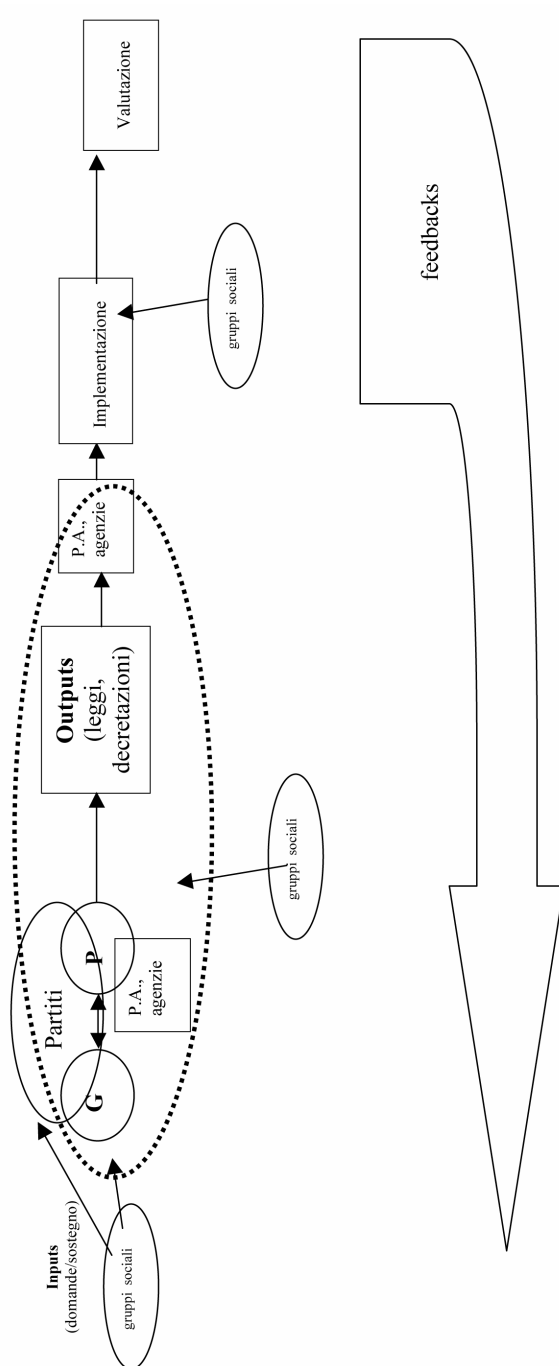 Inputs
(domande/sostegno)
gruppi sociali
Partiti
G
P
P.A.,
agenzie
gruppi sociali
Outputs
(leggi,
decretazioni)
P.A.,
agenzie
Implementazione
gruppi sociali
Valutazione
feedbacks